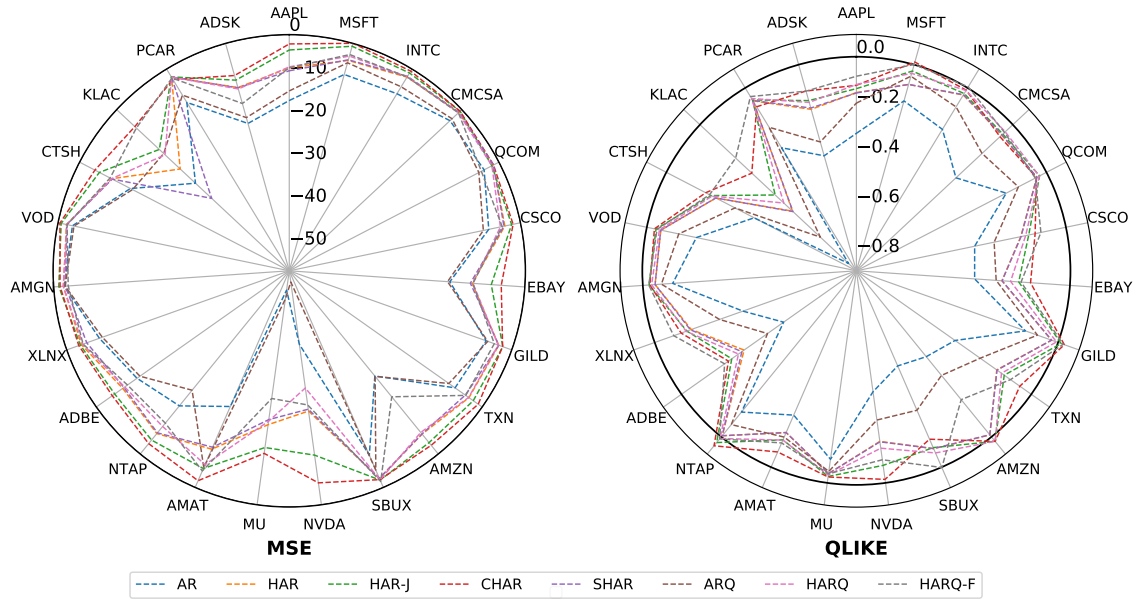 AAPL
MSFT
INTC
CMCSA
QCOM
CSCO
EBAY
GILD
TXN
AMZN
SBUX
NVDA
MU
AMAT
NTAP
ADBE
XLNX
AMGN
VOD
CTSH
KLAC
PCAR
ADSK
0
−10
−20
−30
−40
−50
MSE
AAPL
MSFT
INTC
CMCSA
QCOM
CSCO
EBAY
GILD
TXN
AMZN
SBUX
NVDA
MU
AMAT
NTAP
ADBE
XLNX
AMGN
VOD
CTSH
KLAC
PCAR
ADSK
0.0
−0.2
−0.4
−0.6
−0.8
QLIKE
AR HAR HAR-J CHAR SHAR ARQ HARQ HARQ-F